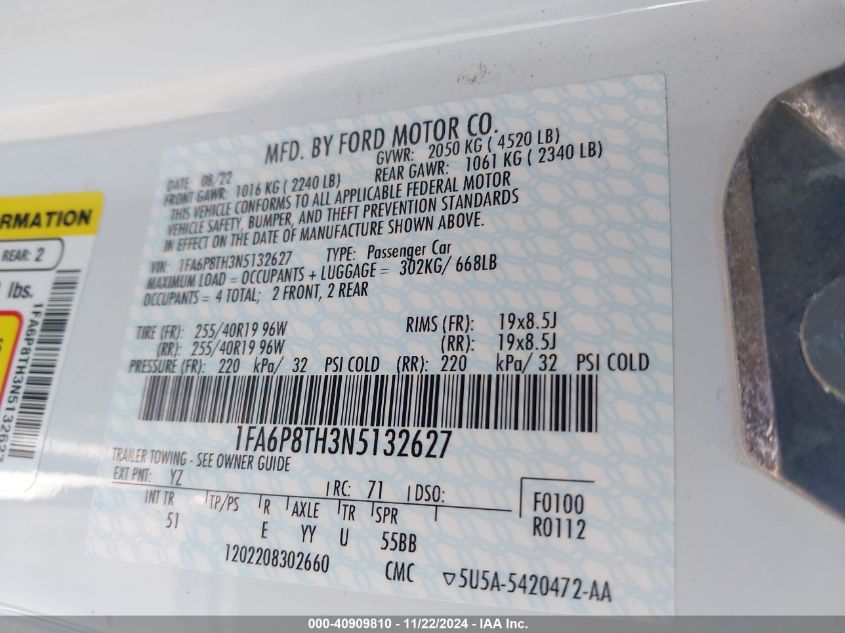 MFD. BY FORD MOTOR CO.
DATE: 08/22 GVWR: 2050 KG ( 4520 LB)
FRONT GAWR: 1016 KG ( 2240 LB) REAR GAWR: 1061 KG ( 2340 LB)
THIS VEHICLE CONFORMS TO ALL APPLICABLE FEDERAL MOTOR
VEHICLE SAFETY, BUMPER, AND THEFT PREVENTION STANDARDS
IN EFFECT ON THE DATE OF MANUFACTURE SHOWN ABOVE.
VIN: 1FA6P8TH3N5132627 TYPE: Passenger Car
MAXIMUM LOAD = OCCUPANTS + LUGGAGE = 302KG/ 668LB
OCCUPANTS = 4 TOTAL; 2 FRONT, 2 REAR
TIRE (FR): 255/40R19 96W RIMS (FR): 19x8.5J
(RR): 255/40R19 96W (RR): 19x8.5J
PRESSURE (FR): 220 kPa/ 32 PSI COLD (RR): 220 kPa/ 32 PSI COLD
1FA6P8TH3N5132627
TRAILER TOWING - SEE OWNER GUIDE
EXT PNT: YZ RC: 71 DSO: F0100
INT TR TP/PS R AXLE TR SPR R0112
51 E YY U 55BB
1202208302660 CMC ▽5U5A-5420472-AA
ORMATION
REAR: 2
lbs.
1FA6P8TH3N5132627
000-40909810 - 11/22/2024 - USA - IAA Inc.